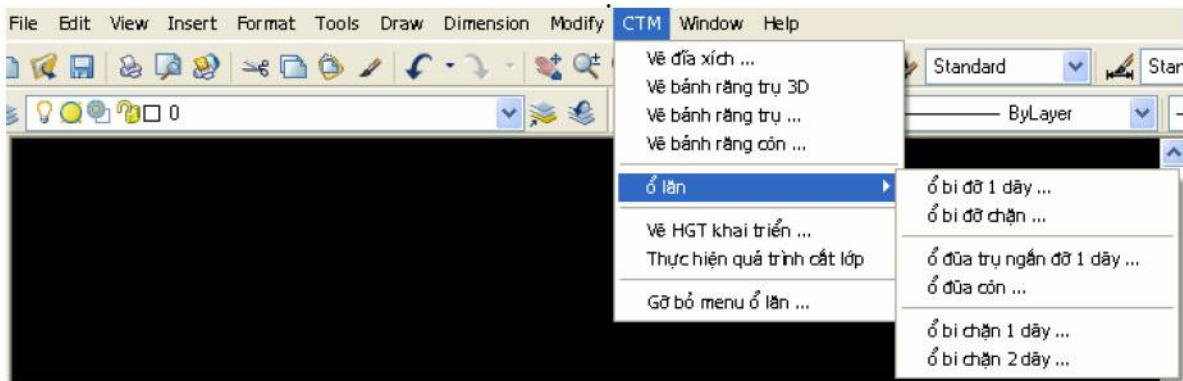 File Edit View Insert Format Tools Draw Dimension Modify CTM Window Help
Standard
Stan
0
ByLayer
Vẽ đĩa xích ...
Vẽ bánh răng trụ 3D
Vẽ bánh răng trụ ...
Vẽ bánh răng côn ...
ổ lăn
Vẽ HGT khai triển ...
Thực hiện quá trình cắt lớp
Gỡ bỏ menu ổ lăn ...
ổ bi đỡ 1 dãy ...
ổ bi đỡ chặn ...
ổ đũa trụ ngắn đỡ 1 dãy ...
ổ đũa côn ...
ổ bi chặn 1 dãy ...
ổ bi chặn 2 dãy ...